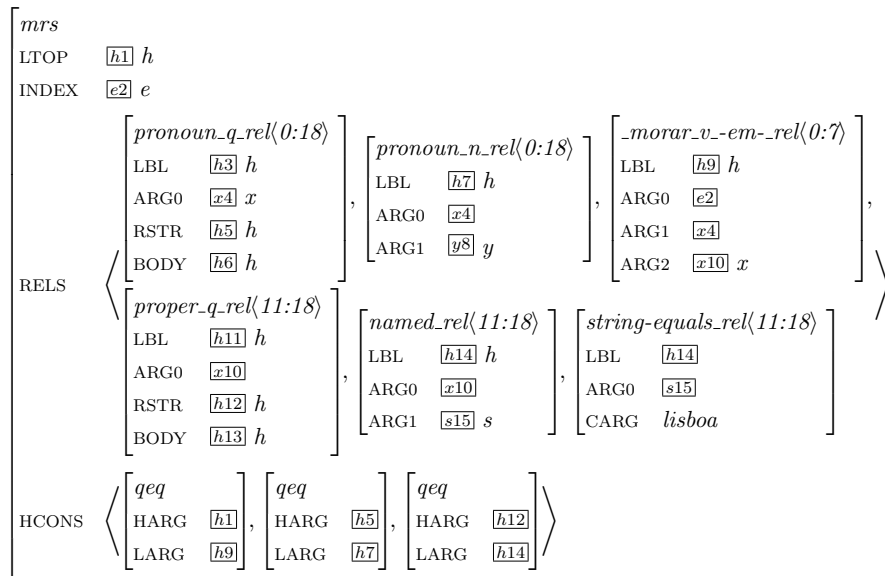 mrs
LTOP h1 h
INDEX e2 e
RELS
pronoun_q_rel⟨0:18⟩
LBL h3 h
ARG0 x4 x
RSTR h5 h
BODY h6 h
,
pronoun_n_rel⟨0:18⟩
LBL h7 h
ARG0 x4
ARG1 y8 y
,
_morar_v_-em-_rel⟨0:7⟩
LBL h9 h
ARG0 e2
ARG1 x4
ARG2 x10 x
,
proper_q_rel⟨11:18⟩
LBL h11 h
ARG0 x10
RSTR h12 h
BODY h13 h
,
named_rel⟨11:18⟩
LBL h14 h
ARG0 x10
ARG1 s15 s
,
string-equals_rel⟨11:18⟩
LBL h14
ARG0 s15
CARG lisboa
HCONS
qeq
HARG h1
LARG h9
,
qeq
HARG h5
LARG h7
,
qeq
HARG h12
LARG h14